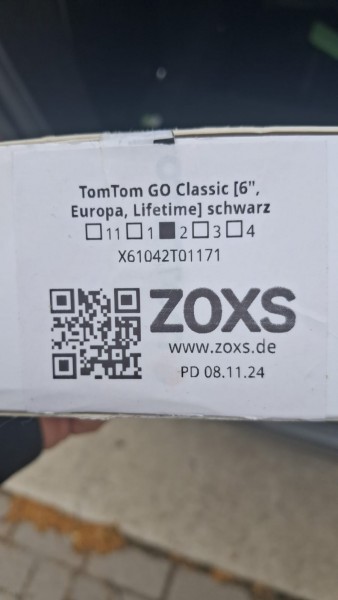 TomTom GO Classic [6",
Europa, Lifetime] schwarz
☐11☐1■2☐3☐4
X61042T01171
ZOXS
www.zoxs.de
PD 08.11.24